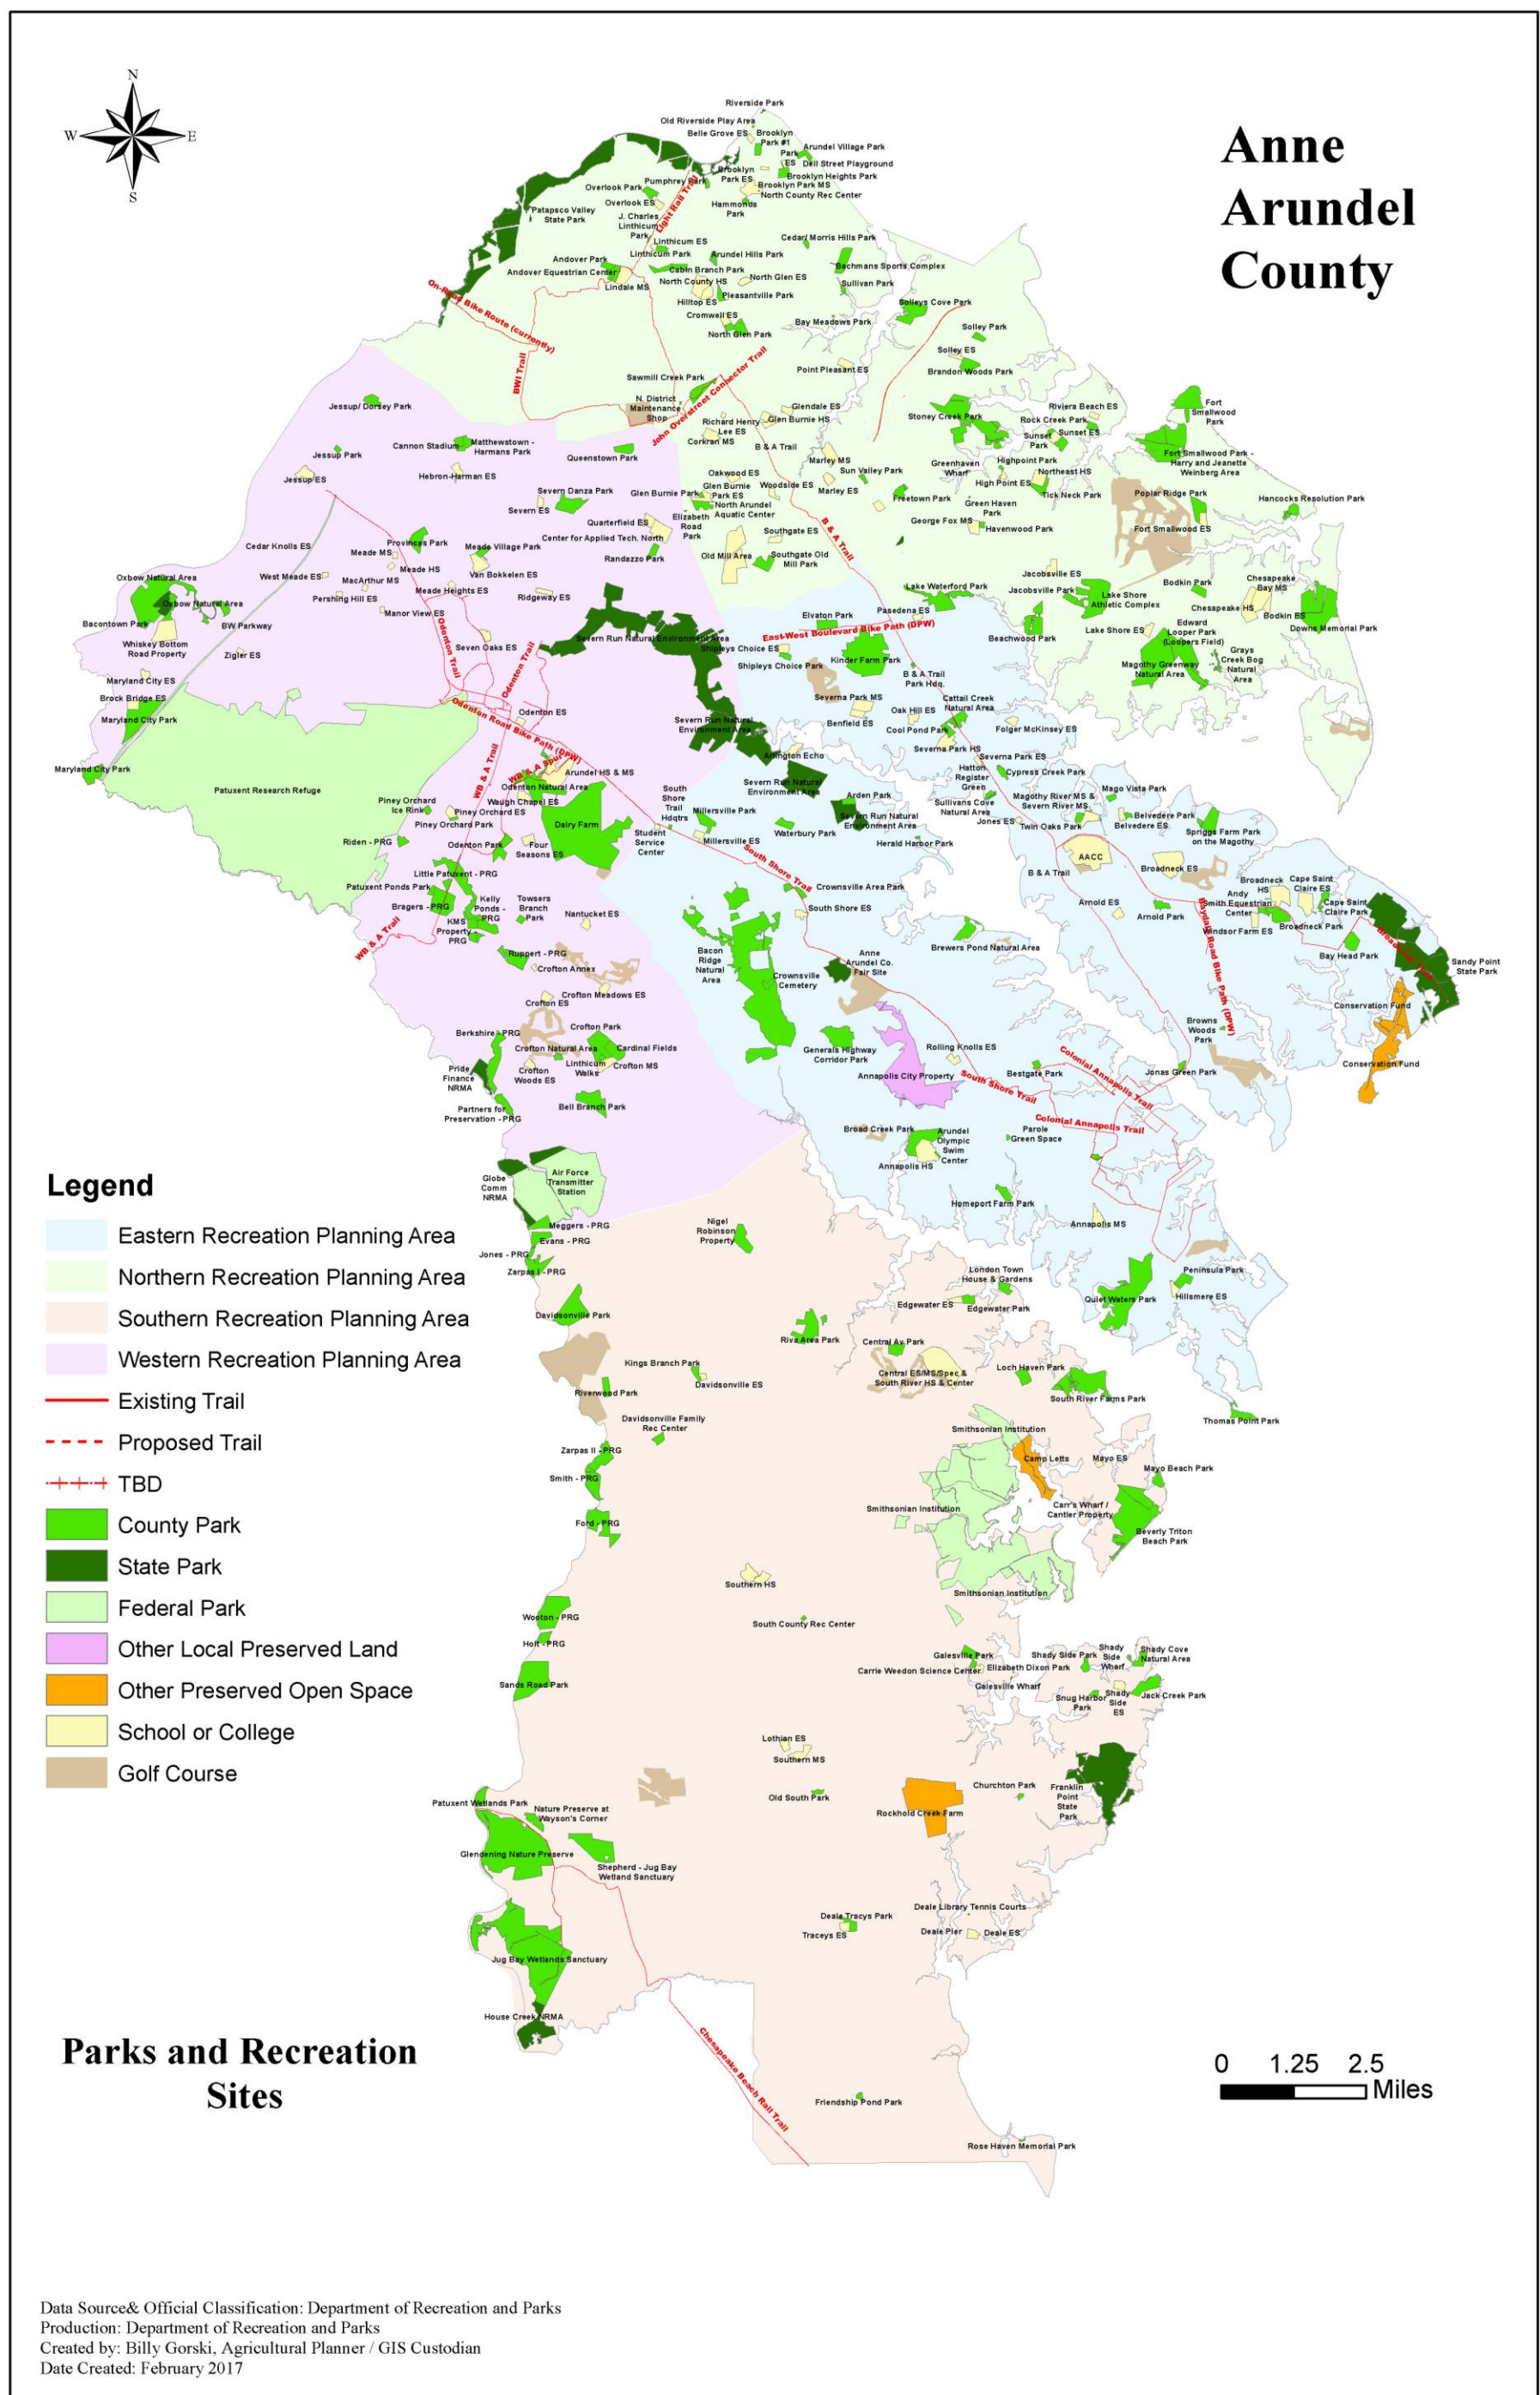 N
W
E
S
Anne
Arundel
County
Riverside Park
Old Riverside Play Area
Belle Grove ES
Brooklyn
Park #1
Park
ES
Arundel Village Park
Dell Street Playground
Brooklyn
Park ES
Brooklyn Heights Park
Brooklyn Park MS
North County Rec Center
Pumphrey Park
Overlook Park
Overlook ES
Hammonds
Park
Light Rail Trail
Patapsco Valley
State Park
J. Charles
Linthicum
Park
Linthicum ES
Linthicum Park
Cedar/ Morris Hills Park
Andover Park
Andover Equestrian Center
Lindale MS
Arundel Hills Park
Cabin Branch Park
North County HS
North Glen ES
Bachmans Sports Complex
Sullivan Park
Hilltop ES
Pleasantville Park
Cromwell ES
North Glen Park
On-Road Bike Route (currently)
BWI Trail
Bay Meadows Park
Solleys Cove Park
Solley Park
Solley ES
Brandon Woods Park
Point Pleasant ES
Sawmill Creek Park
N. District
Maintenance
Shop
John Overstreet Connector Trail
Jessup/ Dorsey Park
Glendale ES
Richard Henry
Lee ES
Glen Burnie HS
Corkran MS
B & A Trail
Stoney Creek Park
Riviera Beach ES
Rock Creek Park
Sunset
Park
Sunset ES
Fort
Smallwood
Park
Fort Smallwood Park -
Harry and Jeanette
Weinberg Area
Cannon Stadium
Matthewstown -
Harmans Park
Queenstown Park
Jessup Park
Jessup ES
Hebron-Harman ES
Marley MS
Sun Valley Park
Marley ES
Greenhaven
Wharf
Highpoint Park
Northeast HS
High Point ES
Tick Neck Park
Oakwood ES
Glen Burnie
Park ES
Woodside ES
Glen Burnie Park
North Arundel
Aquatic Center
Severn Danza Park
Severn ES
Freetown Park
Green Haven
Park
George Fox MS
Havenwood Park
Poplar Ridge Park
Fort Smallwood ES
Hancocks Resolution Park
Quarterfield ES
Center for Applied Tech. North
Elizabeth
Road
Park
Randazzo Park
Southgate ES
Old Mill Area
Southgate Old
Mill Park
B & A Trail
Cedar Knolls ES
Provinces Park
Meade MS
Meade HS
Meade Village Park
Van Bokkelen ES
West Meade ES
MacArthur MS
Meade Heights ES
Pershing Hill ES
Manor View ES
Ridgeway ES
Oxbow Natural Area
Oxbow Natural Area
Bacontown Park
BW Parkway
Whiskey Bottom
Road Property
Zigler ES
Maryland City ES
Brock Bridge ES
Maryland City Park
Maryland City Park
Odenton Trail
Seven Oaks ES
Odenton Trail
Severn Run Natural Environment Area
Jacobsville ES
Jacobsville Park
Lake Shore
Athletic Complex
Bodkin Park
Chesapeake
Bay MS
Chesapeake HS
Bodkin ES
Downs Memorial Park
Lake Waterford Park
Pasedena ES
Elvaton Park
East-West Boulevard Bike Path (DPW)
Shipleys Choice ES
Shipleys Choice Park
Kinder Farm Park
Beachwood Park
Lake Shore ES
Edward
Looper Park
(Loopers Field)
Magothy Greenway
Natural Area
Grays
Creek Bog
Natural
Area
B & A Trail
Park Hdq.
Severna Park MS
Cattail Creek
Natural Area
Oak Hill ES
Benfield ES
Cool Pond Park
Folger McKinsey ES
Severna Park HS
Severna Park ES
Severn Run Natural
Environment Area
Arlington Echo
Hatton
Register
Green
Cypress Creek Park
Odenton ES
Odenton Road Bike Path (DPW)
WB & A Trail
WB & A Spur
Arundel HS & MS
Odenton Natural Area
Waugh Chapel ES
Patuxent Research Refuge
Piney Orchard
Ice Rink
Piney Orchard ES
Piney Orchard Park
Dairy Farm
South
Shore
Trail
Hdqtrs
Millersville Park
Severn Run Natural
Environment Area
Arden Park
Sullivans Cove
Natural Area
Magothy River MS &
Severn River MS
Mago Vista Park
Belvedere Park
Belvedere ES
Spriggs Farm Park
on the Magothy
Jones ES
Twin Oaks Park
Riden - PRG
Odenton Park
Four
Seasons ES
Student
Service
Center
Millersville ES
Waterbury Park
Severn Run Natural
Environment Area
Herald Harbor Park
AACC
B & A Trail
Broadneck ES
Little Patuxent - PRG
Patuxent Ponds Park
Bragers - PRG
Kelly
Ponds -
PRG
KMS
Property -
PRG
Towsers
Branch
Park
Nantucket ES
South Shore Trail
Crownsville Area Park
South Shore ES
Arnold ES
Arnold Park
Broadneck
HS
Cape Saint
Claire ES
Andy
Smith Equestrian
Center
Cape Saint
Claire Park
Windsor Farm ES
Broadneck Park
Bay Head Park
Sandy Point
State Park
WB & A Trail
Ruppert - PRG
Crofton Annex
Crofton Meadows ES
Crofton ES
Bacon
Ridge
Natural
Area
Crownsville
Cemetery
Anne
Arundel Co.
Fair Site
Brewers Pond Natural Area
Baydale Road Bike Path (DPW)
Conservation Fund
Conservation Fund
Berkshire - PRG
Crofton Park
Crofton Natural Area
Cardinal Fields
Crofton
Woods ES
Linthicum
Walks
Crofton MS
Pride
Finance
NRMA
Generals Highway
Corridor Park
Rolling Knolls ES
Annapolis City Property
South Shore Trail
Bestgate Park
Colonial Annapolis Trail
Browns
Woods
Park
Jonas Green Park
Partners for
Preservation - PRG
Bell Branch Park
Colonial Annapolis Trail
Broad Creek Park
Arundel
Olympic
Swim
Center
Annapolis HS
Parole
Green Space
Globe
Comm
NRMA
Air Force
Transmitter
Station
Homeport Farm Park
Annapolis MS
Meggers - PRG
Evans - PRG
Jones - PRG
Zarpas I - PRG
Nigel
Robinson
Property
Peninsula Park
Hillsmere ES
Quiet Waters Park
London Town
House & Gardens
Edgewater ES
Edgewater Park
Davidsonville Park
Riva Area Park
Central Av Park
Central ES/MS/Spec &
South River HS & Center
Kings Branch Park
Davidsonville ES
Loch Haven Park
South River Farms Park
Riverwood Park
Thomas Point Park
Davidsonville Family
Rec Center
Zarpas II - PRG
Smith - PRG
Smithsonian Institution
Camp Letts
Mayo ES
Mayo Beach Park
Smithsonian Institution
Carr's Wharf /
Cantler Property
Beverly Triton
Beach Park
Ford - PRG
Southern HS
Smithsonian Institution
Wooton - PRG
Holt - PRG
South County Rec Center
Sands Road Park
Galesville Park
Carrie Weedon Science Center
Elizabeth Dixon Park
Galesville Wharf
Shady Side Park
Shady
Side
Wharf
Shady Cove
Natural Area
Snug Harbor
Park
Shady
Side
ES
Jack Creek Park
Lothian ES
Southern MS
Old South Park
Rockhold Creek Farm
Churchton Park
Franklin
Point
State
Park
Patuxent Wetlands Park
Nature Preserve at
Wayson's Corner
Glendening Nature Preserve
Shepherd - Jug Bay
Wetland Sanctuary
Deale Tracys Park
Traceys ES
Deale Library Tennis Courts
Deale Pier
Deale ES
Jug Bay Wetlands Sanctuary
House Creek NRMA
Chesapeake Beach Rail Trail
Friendship Pond Park
Rose Haven Memorial Park
Legend
Eastern Recreation Planning Area
Northern Recreation Planning Area
Southern Recreation Planning Area
Western Recreation Planning Area
Existing Trail
Proposed Trail
TBD
County Park
State Park
Federal Park
Other Local Preserved Land
Other Preserved Open Space
School or College
Golf Course
Parks and Recreation
Sites
0 1.25 2.5
Miles
Data Source& Official Classification: Department of Recreation and Parks
Production: Department of Recreation and Parks
Created by: Billy Gorski, Agricultural Planner / GIS Custodian
Date Created: February 2017